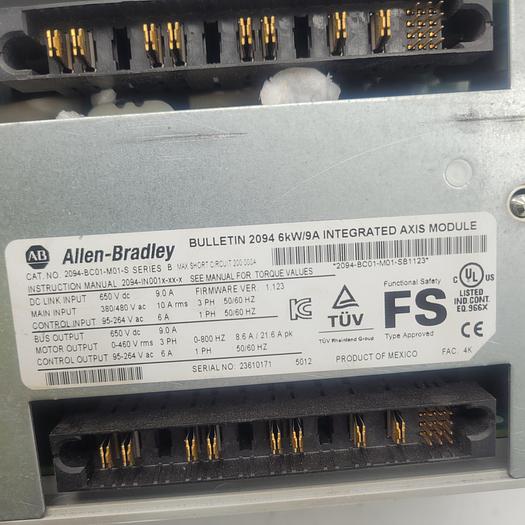 AB Allen-Bradley
BULLETIN 2094 6kW/9A INTEGRATED AXIS MODULE
CAT. NO. 2094-BC01-M01-S SERIES B MAX SHORT CIRCUIT 200,000A
*2094-BC01-M01-SB1123*
INSTRUCTION MANUAL 2094-IN001x-xx-x SEE MANUAL FOR TORQUE VALUES
DC LINK INPUT 650 V dc 9.0 A FIRMWARE VER. 1.123
MAIN INPUT 380/480 V ac 10 A rms 3 PH 50/60 HZ
CONTROL INPUT 95-264 V ac 6 A 1 PH 50/60 HZ
BUS OUTPUT 650 V dc 9.0 A
MOTOR OUTPUT 0-460 V rms 3 PH 0-800 HZ 8.6 A / 21.6 A pk
CONTROL OUTPUT 95-264 V ac 6 A 1 PH 50/60 HZ
TÜV
TÜV Rheinland Group
Functional Safety
FS
Type Approved
UL
C US
LISTED
IND. CONT.
EQ. 966X
CE
SERIAL NO: 23610171 5012 PRODUCT OF MEXICO FAC. 4K